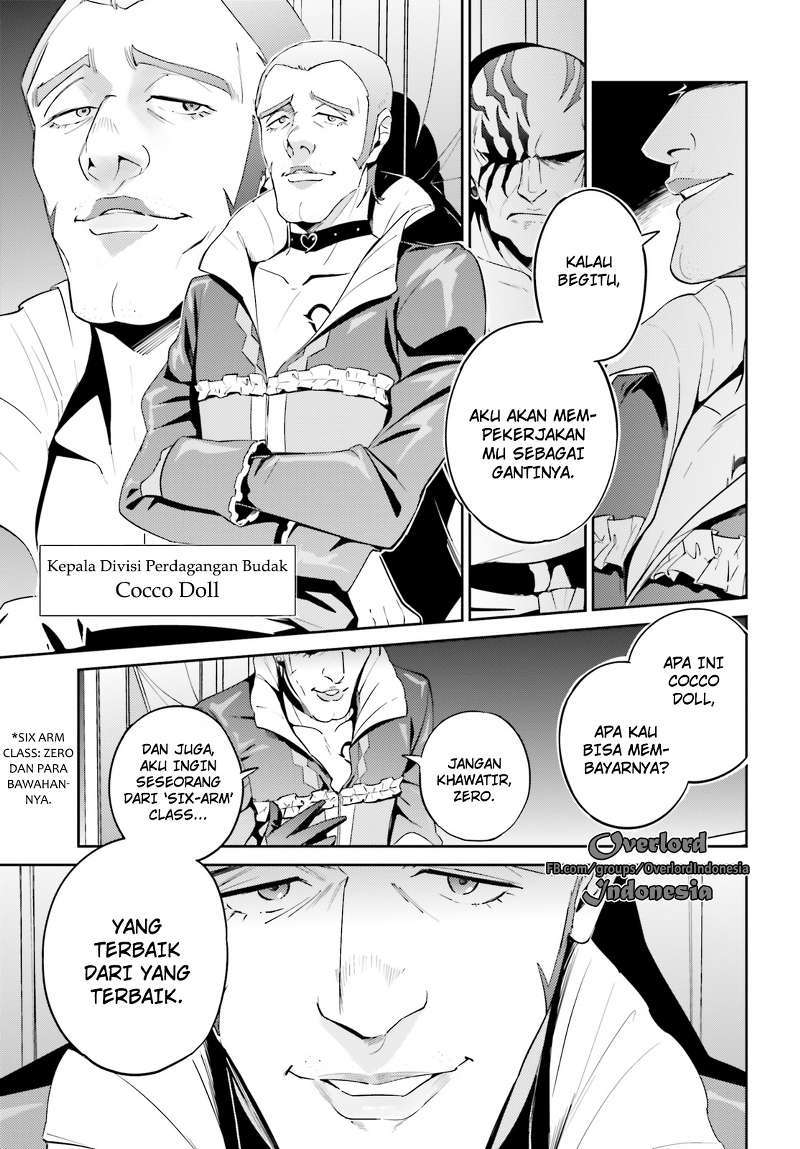 KALAU
BEGITU,
AKU AKAN MEM-
PEKERJAKAN
MU SEBAGAI
GANTINYA.
Kepala Divisi Perdagangan Budak
Cocco Doll
APA INI
COCCO
DOLL,
APA KAU
BISA MEM-
BAYARNYA?
JANGAN
KHAWATIR,
ZERO.
DAN JUGA,
AKU INGIN
SESEORANG
DARI ‘SIX-ARM’
CLASS...
*SIX ARM
CLASS: ZERO
DAN PARA
BAWAHAN-
NYA.
Overlord
FB.com/groups/OverlordIndonesia
Indonesia
YANG
TERBAIK
DARI YANG
TERBAIK.